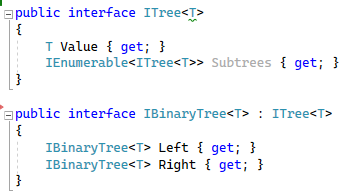 public interface ITree<T>
{
    T Value { get; }
    IEnumerable<ITree<T>> Subtrees { get; }
}
public interface IBinaryTree<T> : ITree<T>
{
    IBinaryTree<T> Left { get; }
    IBinaryTree<T> Right { get; }
}